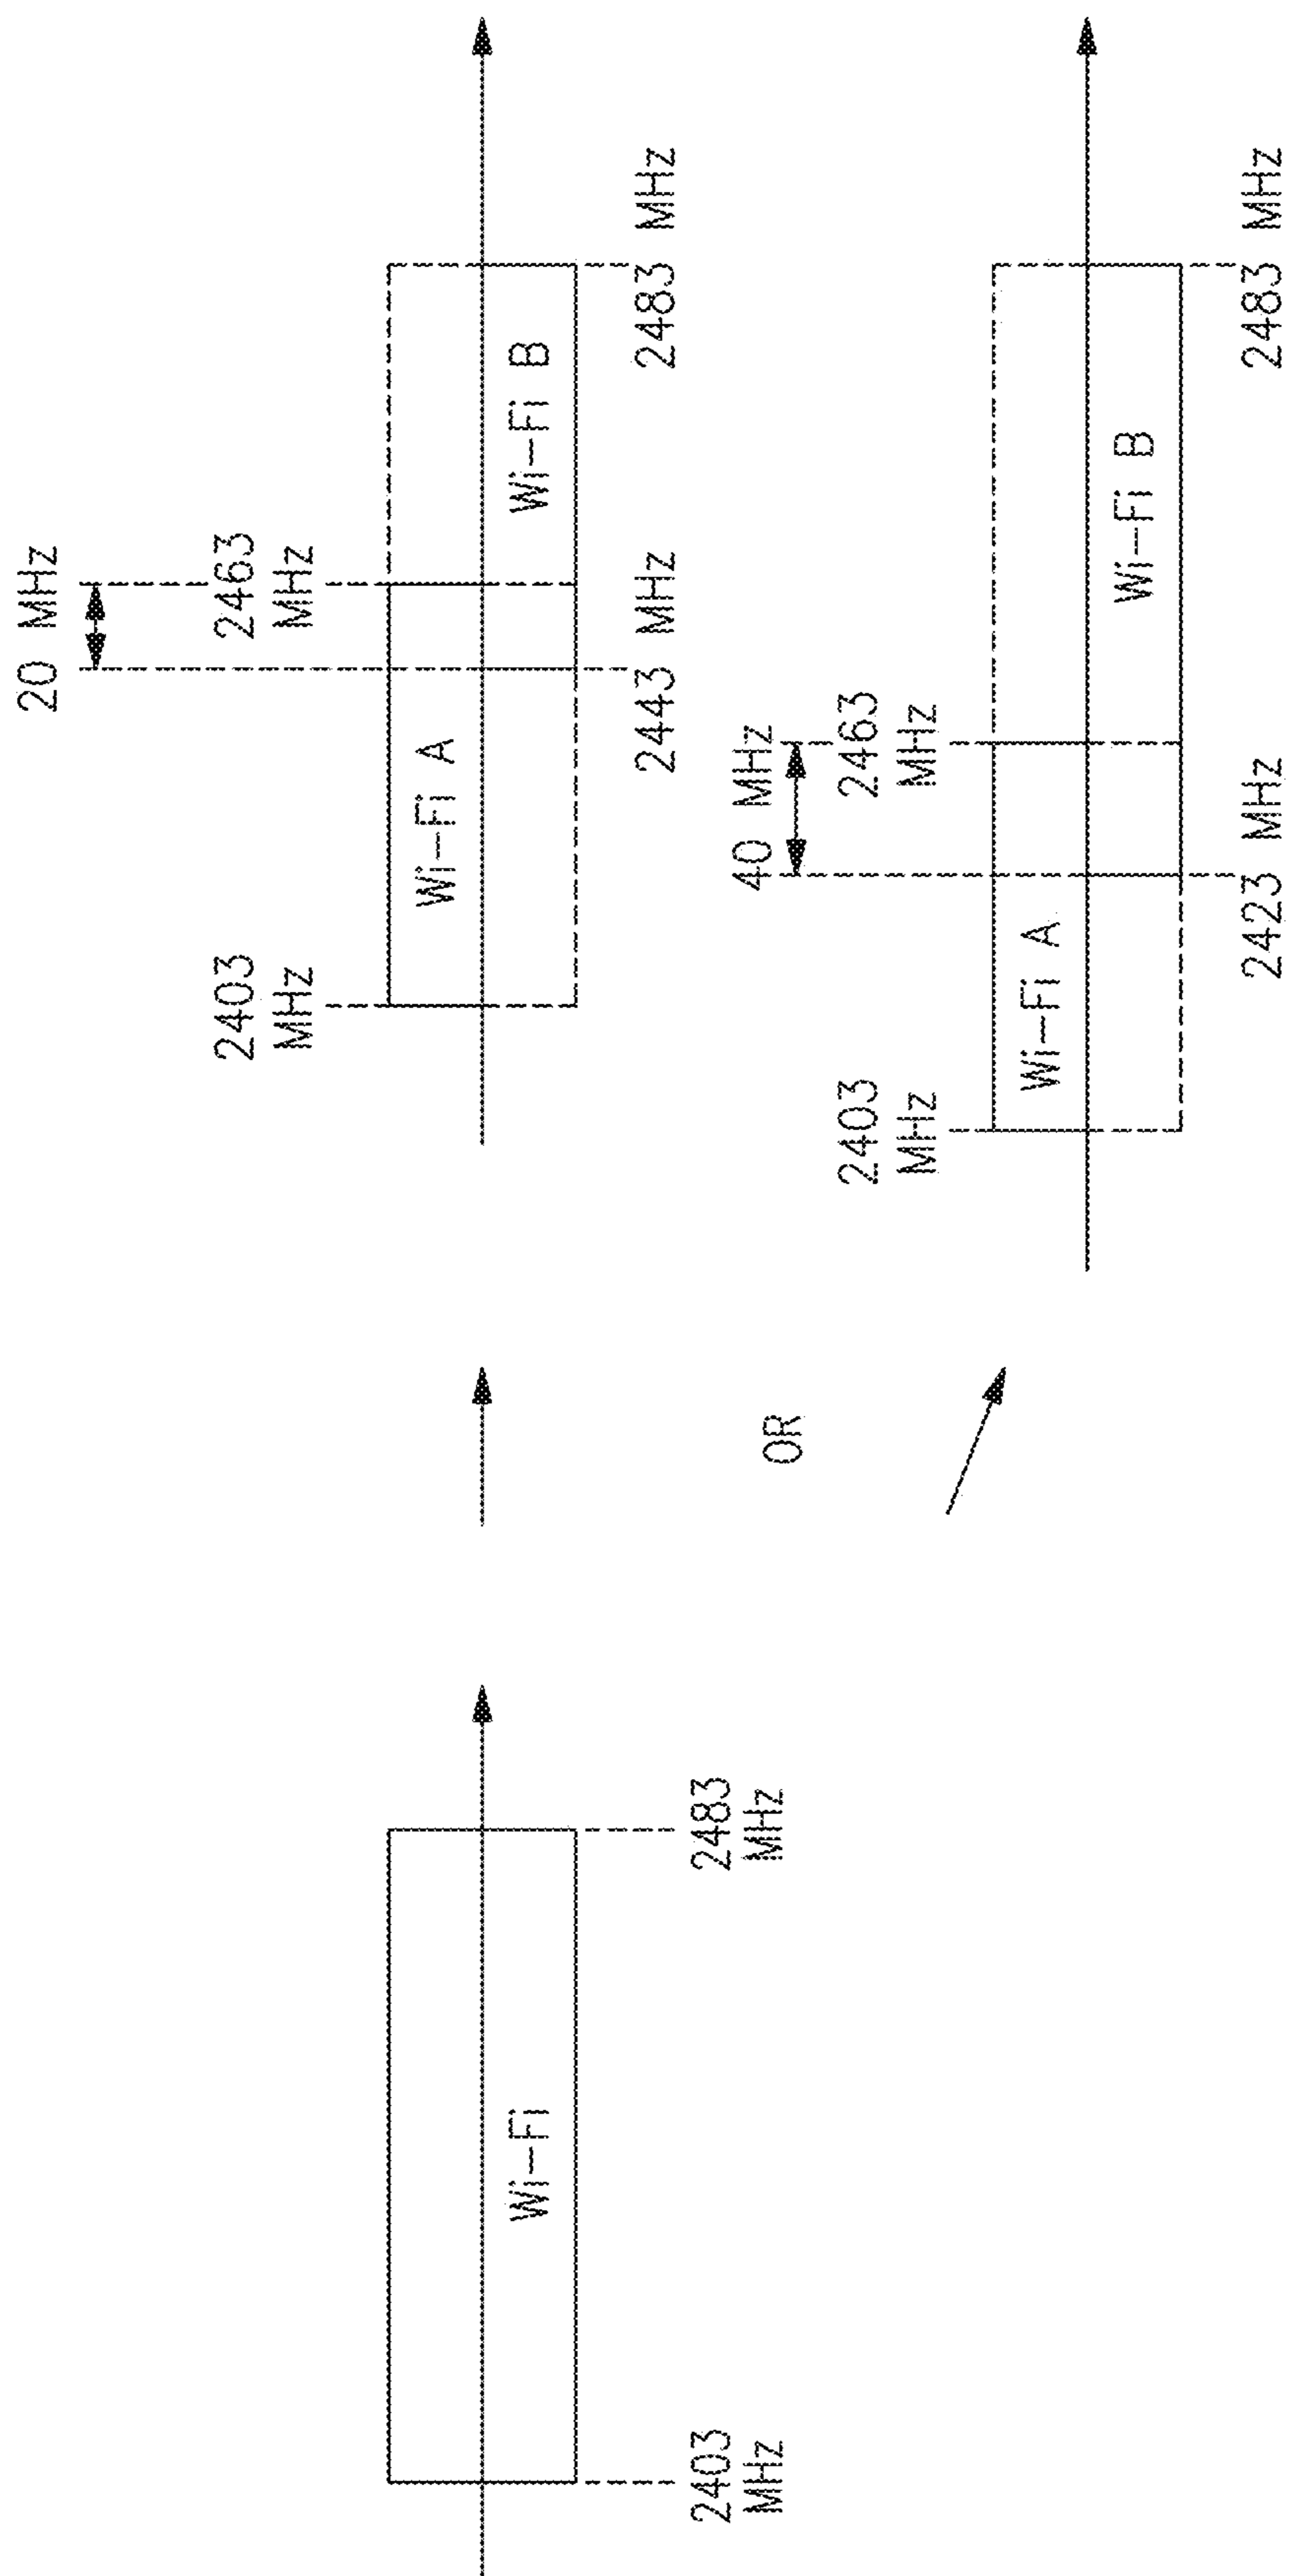 Wi-Fi
2403
MHz
2483
MHz
OR
20 MHz
2403
MHz
2463
MHz
Wi-Fi A
Wi-Fi B
2443 MHz
2483 MHz
40 MHz
2403
MHz
2463
MHz
Wi-Fi A
Wi-Fi B
2423 MHz
2483 MHz